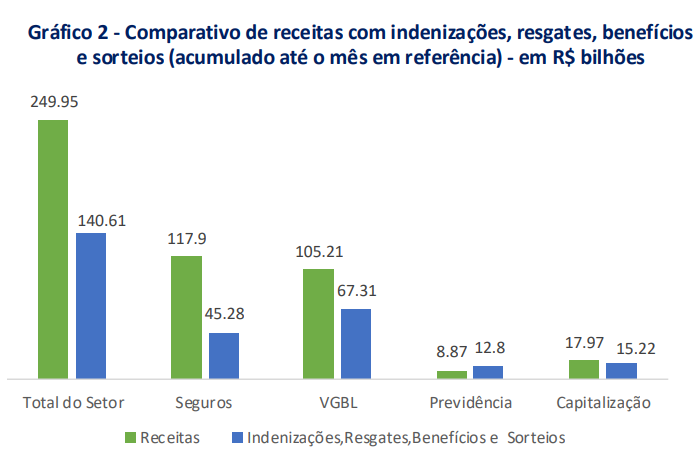 Gráfico 2 - Comparativo de receitas com indenizações, resgates, benefícios
e sorteios (acumulado até o mês em referência) - em R$ bilhões
249.95
140.61
117.9
45.28
105.21
67.31
8.87
12.8
17.97
15.22
Total do Setor
Seguros
VGBL
Previdência
Capitalização
Receitas
Indenizações,Resgates,Benefícios e Sorteios